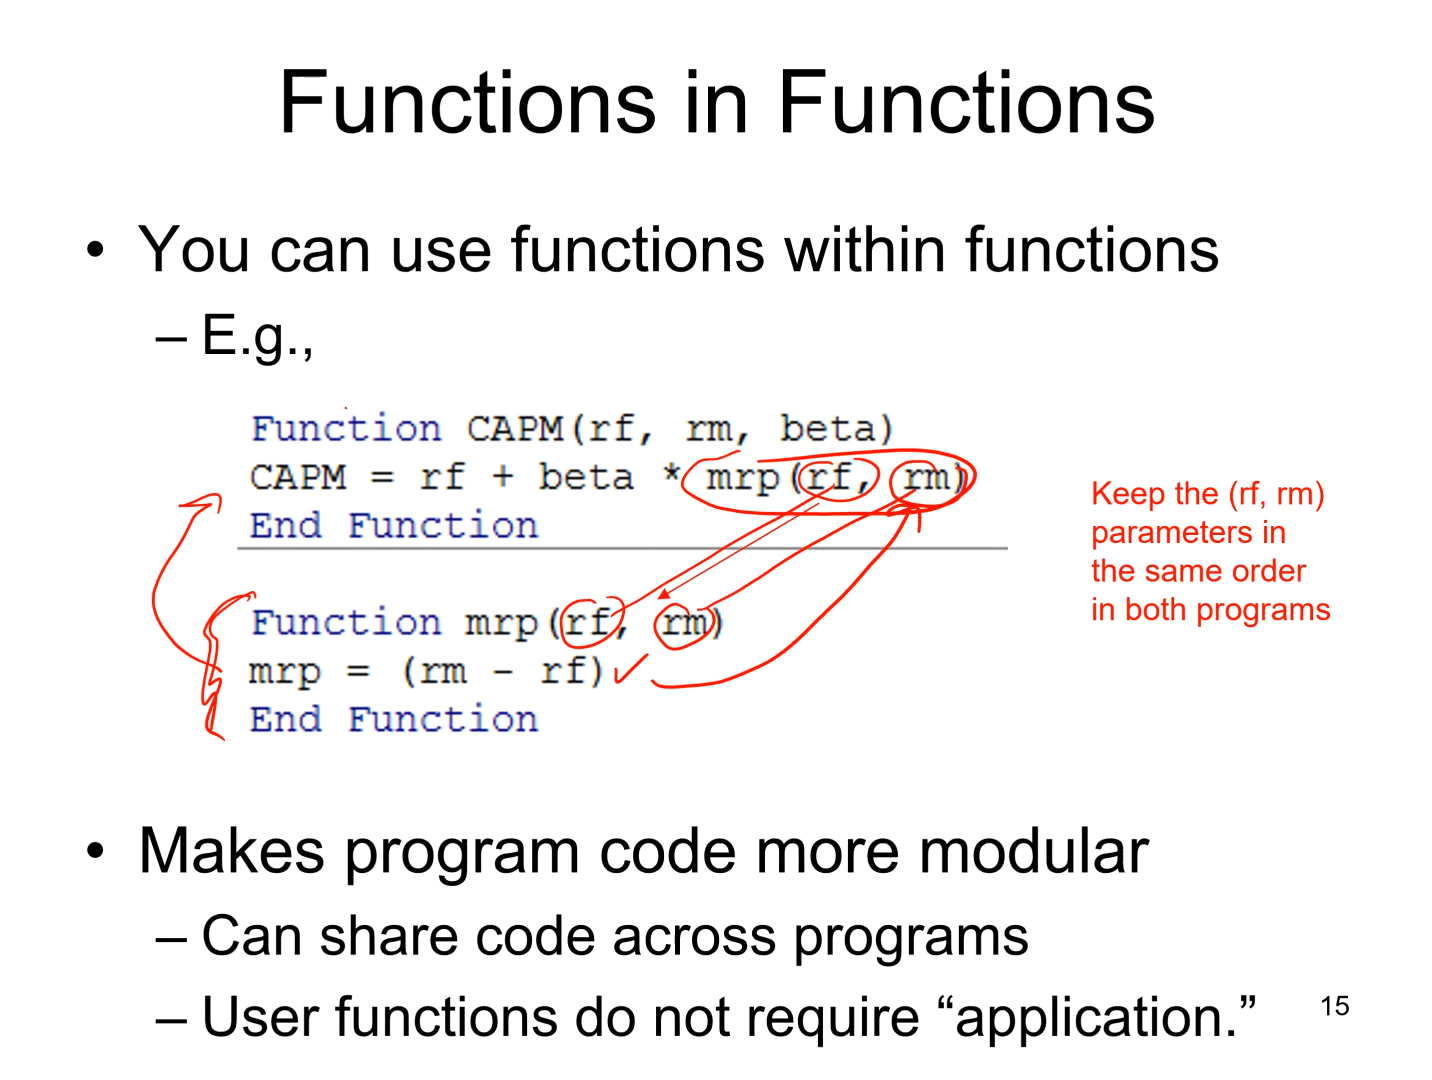 Functions in Functions
• You can use functions within functions
– E.g.,
Function CAPM(rf, rm, beta)
CAPM = rf + beta * mrp(rf, rm)
End Function
Keep the (rf, rm)
parameters in
the same order
in both programs
Function mrp(rf, rm)
mrp = (rm - rf)
End Function
• Makes program code more modular
– Can share code across programs
– User functions do not require “application.”
15